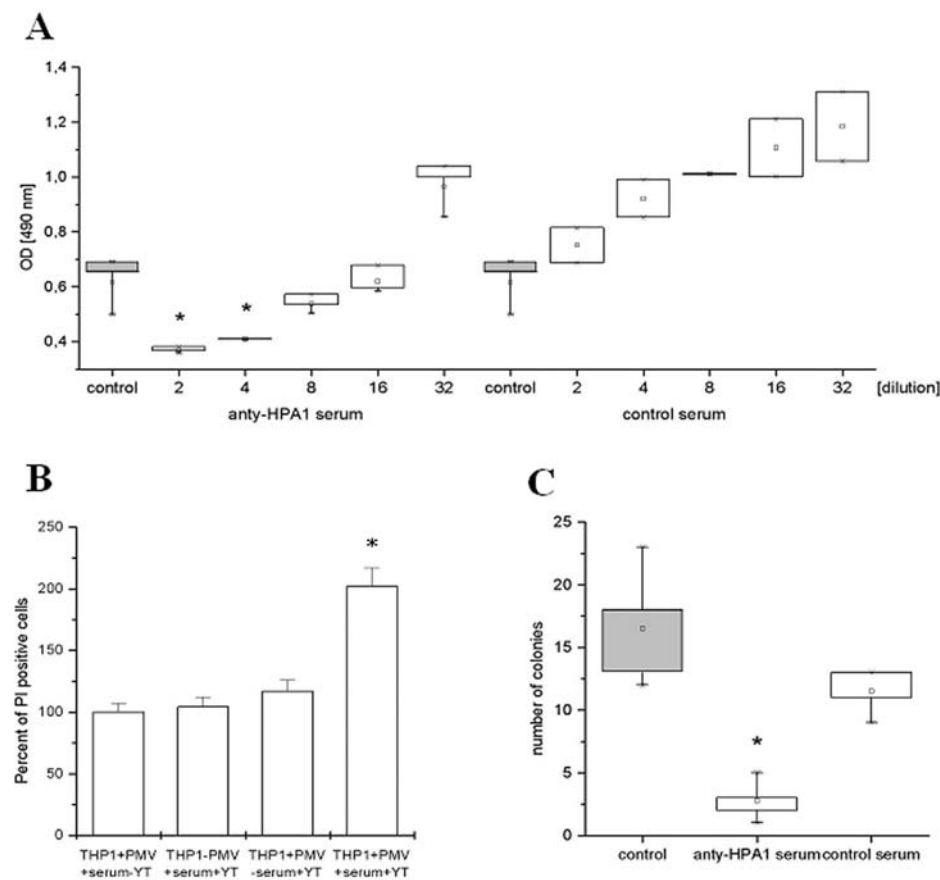 A
1,4
1,2
1,0
0,8
0,6
0,4
OD [490 nm]
control 2 4 8 16 32 control 2 4 8 16 32 [dilution]
anty-HPA1 serum control serum
* *
B
250
200
150
100
50
0
Percent of PI positive cells
*
THP1+PMV THP1-PMV THP1+PMV THP1+PMV
+serum-YT +serum+YT -serum+YT +serum+YT
C
25
20
15
10
5
0
number of colonies
*
control anty-HPA1 serum control serum